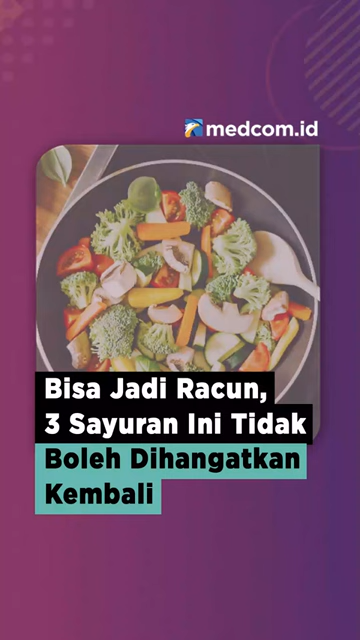 medcom.id
Bisa Jadi Racun,
3 Sayuran Ini Tidak
Boleh Dihangatkan
Kembali